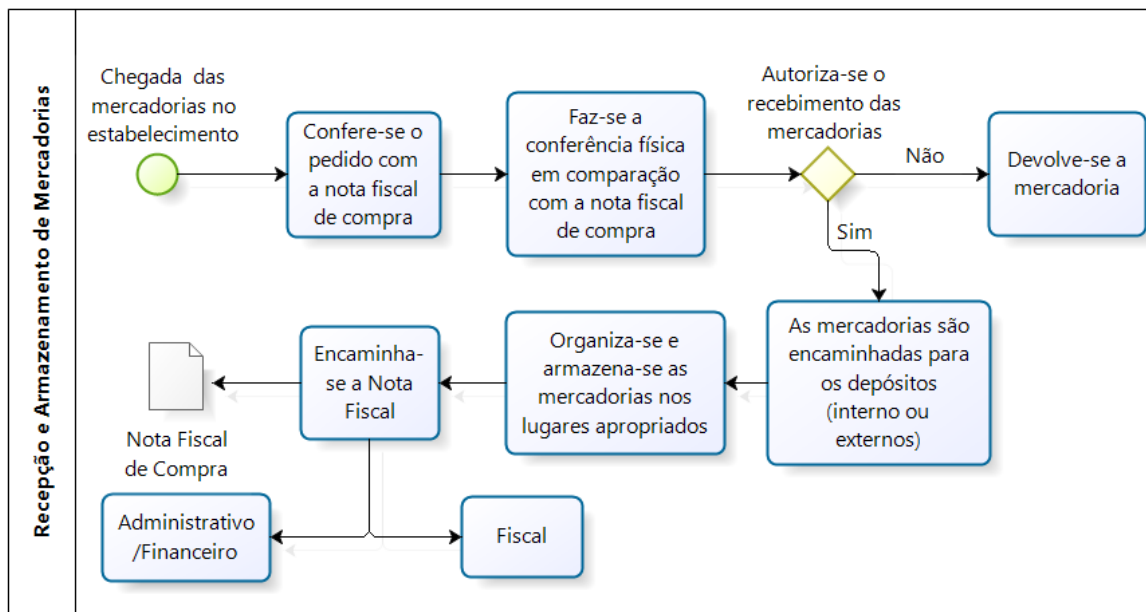 Recepção e Armazenamento de Mercadorias
Chegada das
mercadorias no
estabelecimento
Confere-se o
pedido com
a nota fiscal
de compra
Faz-se a
conferência física
em comparação
com a nota fiscal
de compra
Autoriza-se o
recebimento das
mercadorias
Não
Devolve-se a
mercadoria
Sim
As mercadorias são
encaminhadas para
os depósitos
(interno ou
externos)
Organiza-se e
armazena-se as
mercadorias nos
lugares apropriados
Encaminha-
se a Nota
Fiscal
Nota Fiscal
de Compra
Administrativo
/Financeiro
Fiscal